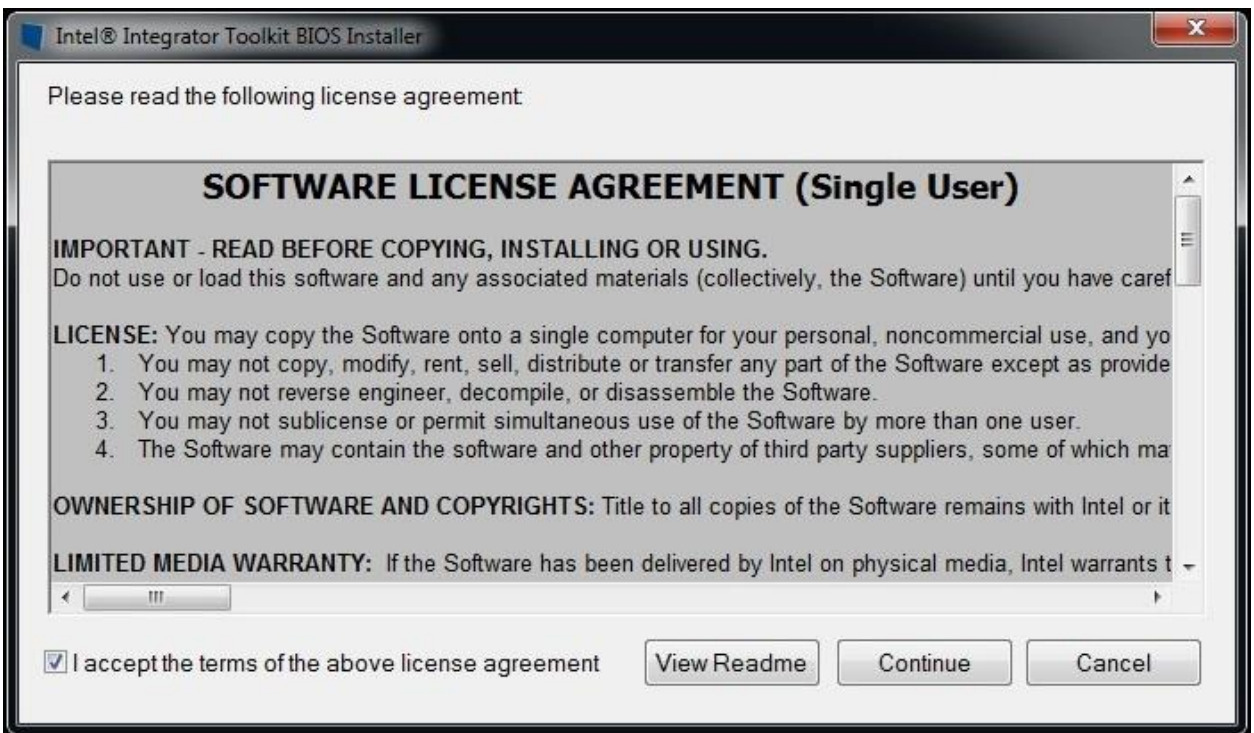 Intel® Integrator Toolkit BIOS Installer
Please read the following license agreement:
SOFTWARE LICENSE AGREEMENT (Single User)
IMPORTANT - READ BEFORE COPYING, INSTALLING OR USING.
Do not use or load this software and any associated materials (collectively, the Software) until you have caref
LICENSE: You may copy the Software onto a single computer for your personal, noncommercial use, and yo
1. You may not copy, modify, rent, sell, distribute or transfer any part of the Software except as provide
2. You may not reverse engineer, decompile, or disassemble the Software.
3. You may not sublicense or permit simultaneous use of the Software by more than one user.
4. The Software may contain the software and other property of third party suppliers, some of which ma
OWNERSHIP OF SOFTWARE AND COPYRIGHTS: Title to all copies of the Software remains with Intel or it
LIMITED MEDIA WARRANTY: If the Software has been delivered by Intel on physical media, Intel warrants t
I accept the terms of the above license agreement
View Readme
Continue
Cancel